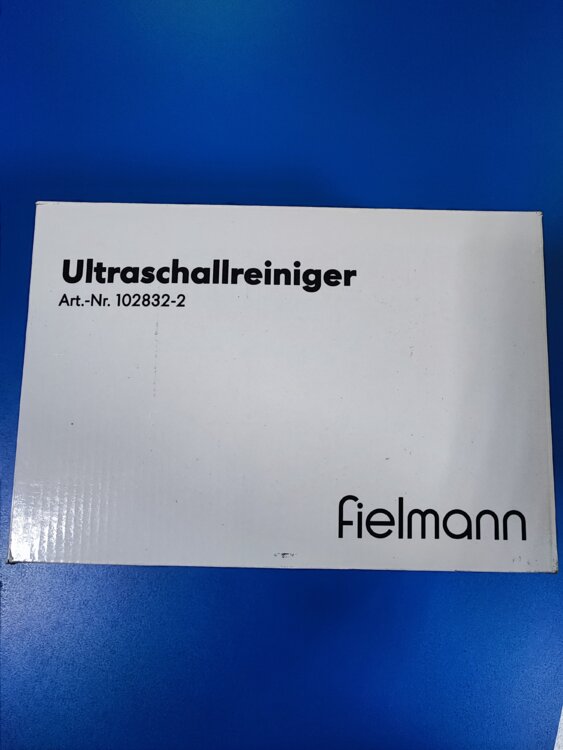 Ultraschallreiniger
Art.-Nr. 102832-2
fielmann